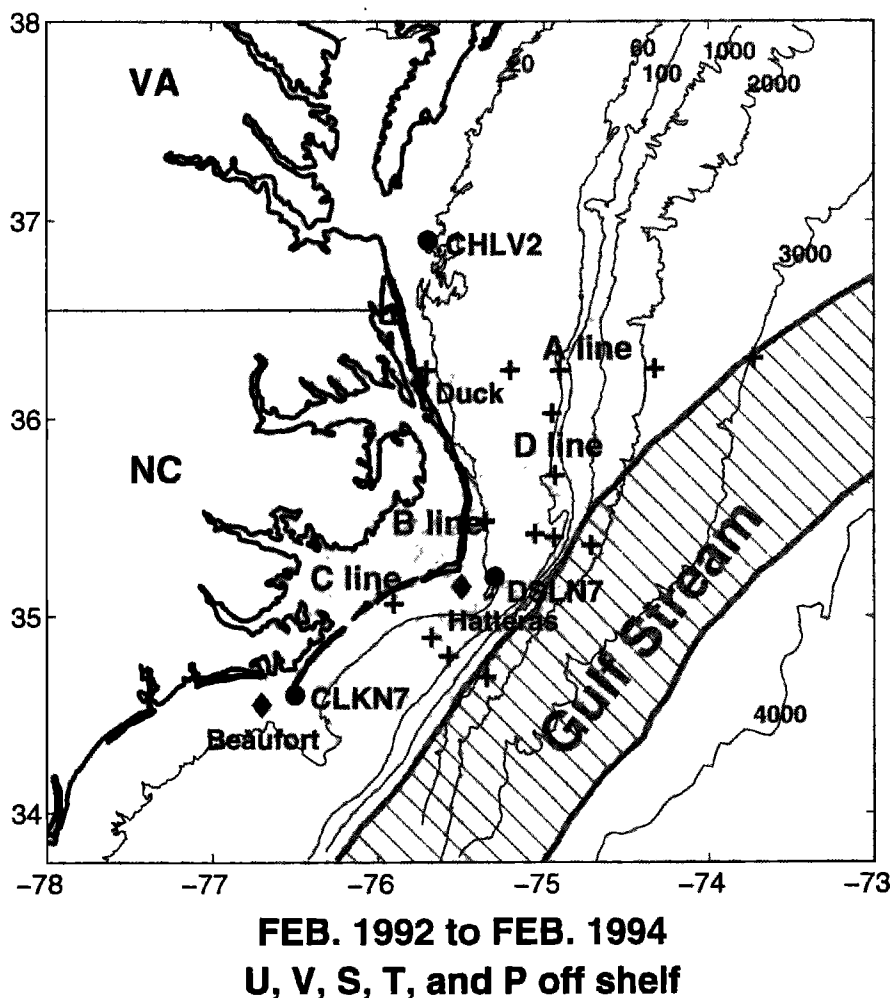 38
VA
20
60
100
1000
2000
37
CHLV2
3000
A line
Duck
36
D line
NC
B line
C line
DSLN7
35
Hatteras
Gulf Stream
CLKN7
Beaufort
4000
34
-78 -77 -76 -75 -74 -73
FEB. 1992 to FEB. 1994
U, V, S, T, and P off shelf